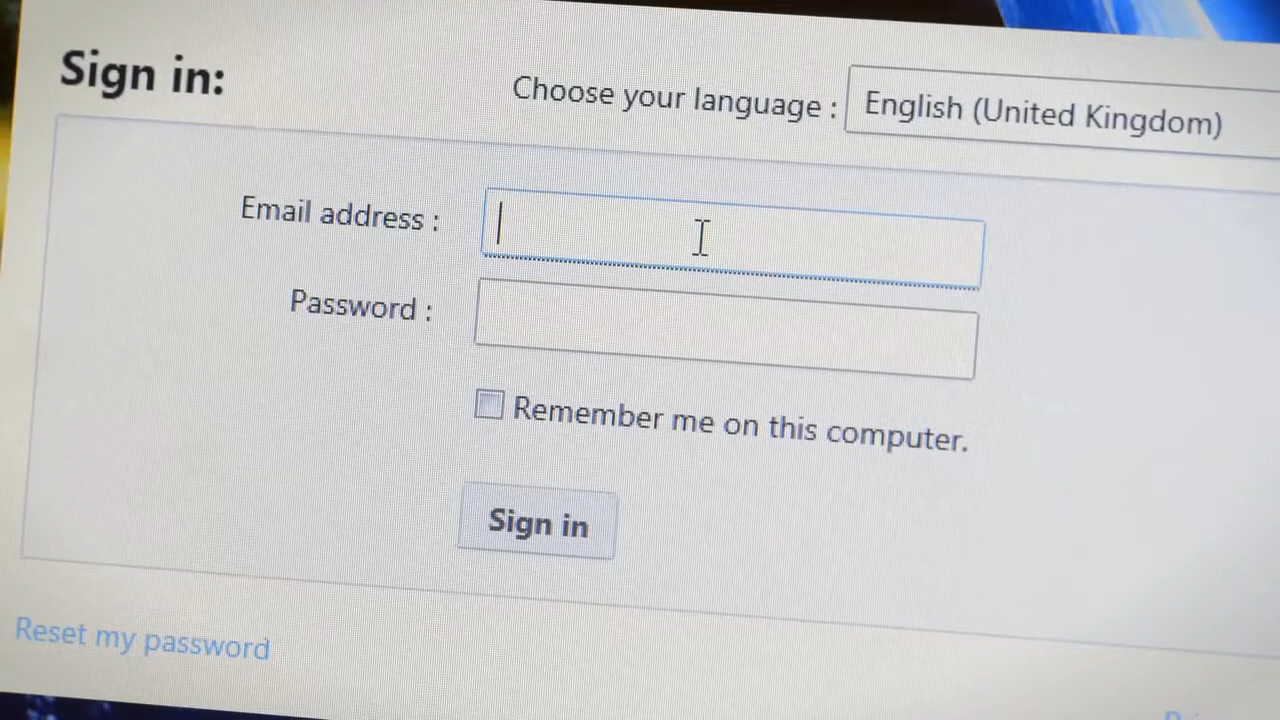 Sign in:
Choose your language : English (United Kingdom)
Email address :
Password :
Remember me on this computer.
Sign in
Reset my password